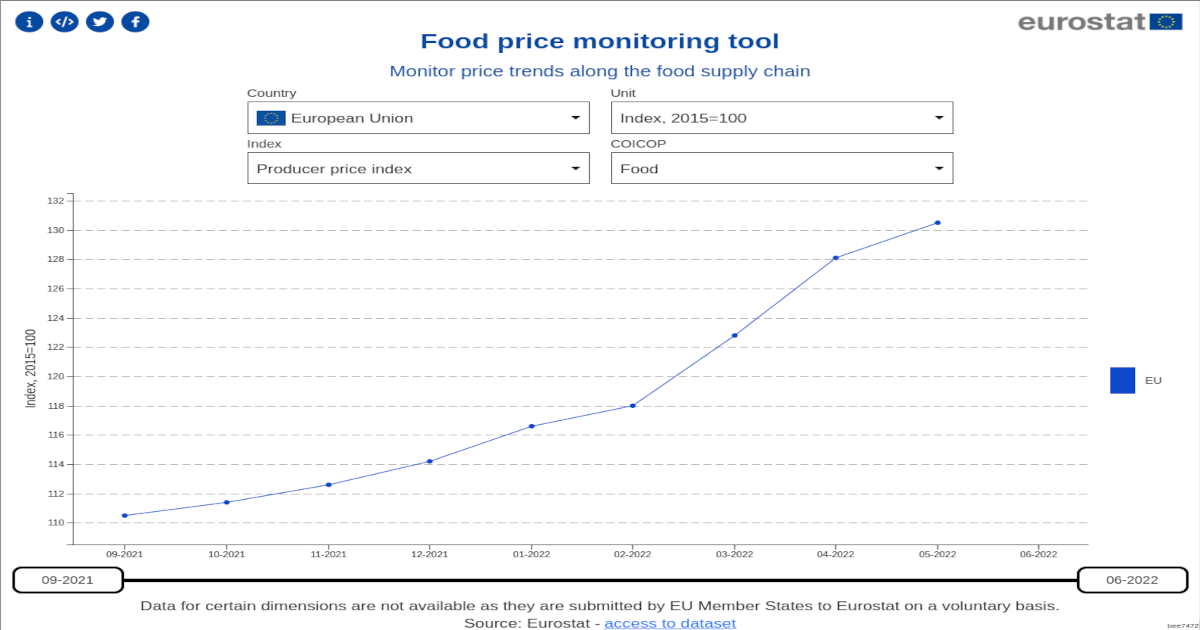 eurostat
Food price monitoring tool
Monitor price trends along the food supply chain
Country
European Union
Unit
Index, 2015=100
Index
Producer price index
COICOP
Food
132
130
128
126
124
122
120
118
116
114
112
110
Index, 2015=100
EU
09-2021 10-2021 11-2021 12-2021 01-2022 02-2022 03-2022 04-2022 05-2022 06-2022
09-2021
06-2022
Data for certain dimensions are not available as they are submitted by EU Member States to Eurostat on a voluntary basis.
Source: Eurostat - access to dataset
bee7472